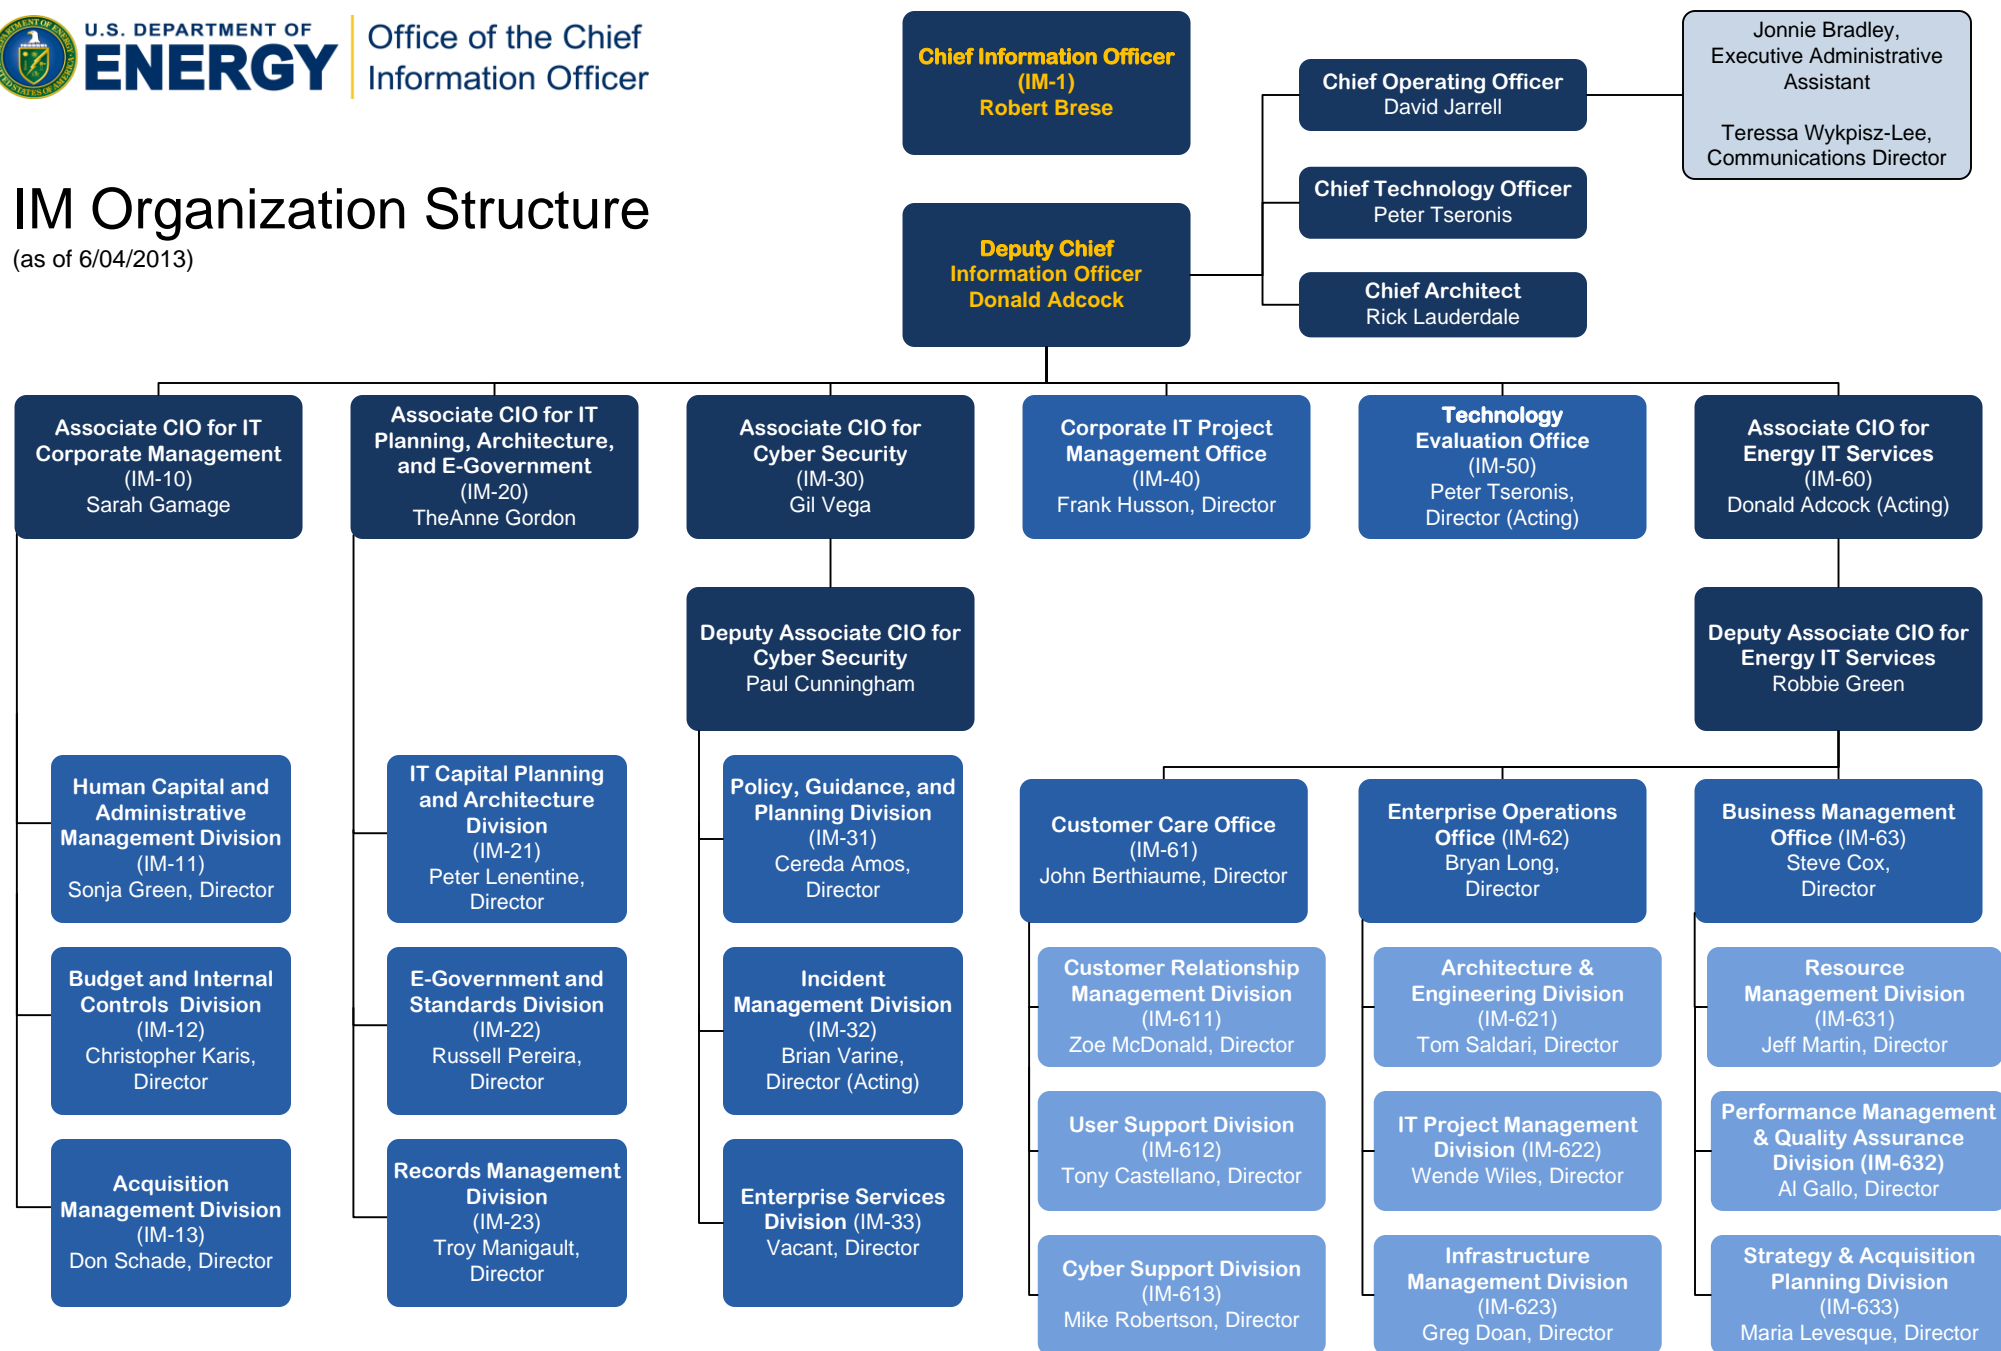 U.S. DEPARTMENT OF
ENERGY
Office of the Chief
Information Officer
IM Organization Structure
(as of 6/04/2013)
Chief Information Officer
(IM-1)
Robert Brese
Deputy Chief
Information Officer
Donald Adcock
Chief Operating Officer
David Jarrell
Chief Technology Officer
Peter Tseronis
Chief Architect
Rick Lauderdale
Jonnie Bradley,
Executive Administrative
Assistant
Teressa Wykpisz-Lee,
Communications Director
Associate CIO for IT
Corporate Management
(IM-10)
Sarah Gamage
Associate CIO for IT
Planning, Architecture,
and E-Government
(IM-20)
TheAnne Gordon
Associate CIO for
Cyber Security
(IM-30)
Gil Vega
Corporate IT Project
Management Office
(IM-40)
Frank Husson, Director
Technology
Evaluation Office
(IM-50)
Peter Tseronis,
Director (Acting)
Associate CIO for
Energy IT Services
(IM-60)
Donald Adcock (Acting)
Deputy Associate CIO for
Cyber Security
Paul Cunningham
Deputy Associate CIO for
Energy IT Services
Robbie Green
Human Capital and
Administrative
Management Division
(IM-11)
Sonja Green, Director
Budget and Internal
Controls  Division
(IM-12)
Christopher Karis,
Director
Acquisition
Management Division
(IM-13)
Don Schade, Director
IT Capital Planning
and Architecture
Division
(IM-21)
Peter Lenentine,
Director
E-Government and
Standards Division
(IM-22)
Russell Pereira,
Director
Records Management
Division
(IM-23)
Troy Manigault,
Director
Policy, Guidance, and
Planning Division
(IM-31)
Cereda Amos,
Director
Incident
Management Division
(IM-32)
Brian Varine,
Director (Acting)
Enterprise Services
Division (IM-33)
Vacant, Director
Customer Care Office
(IM-61)
John Berthiaume, Director
Customer Relationship
Management Division
(IM-611)
Zoe McDonald, Director
User Support Division
(IM-612)
Tony Castellano, Director
Cyber Support Division
(IM-613)
Mike Robertson, Director
Enterprise Operations
Office (IM-62)
Bryan Long,
Director
Architecture &
Engineering Division
(IM-621)
Tom Saldari, Director
IT Project Management
Division (IM-622)
Wende Wiles, Director
Infrastructure
Management Division
(IM-623)
Greg Doan, Director
Business Management
Office (IM-63)
Steve Cox,
Director
Resource
Management Division
(IM-631)
Jeff Martin, Director
Performance Management
& Quality Assurance
Division (IM-632)
Al Gallo, Director
Strategy & Acquisition
Planning Division
(IM-633)
Maria Levesque, Director